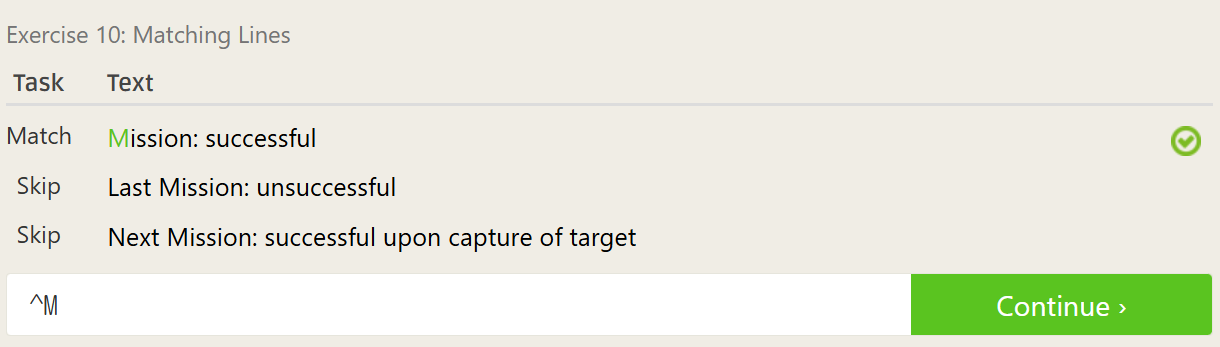 Exercise 10: Matching Lines
Task Text
Match Mission: successful
Skip Last Mission: unsuccessful
Skip Next Mission: successful upon capture of target
^M Continue ›